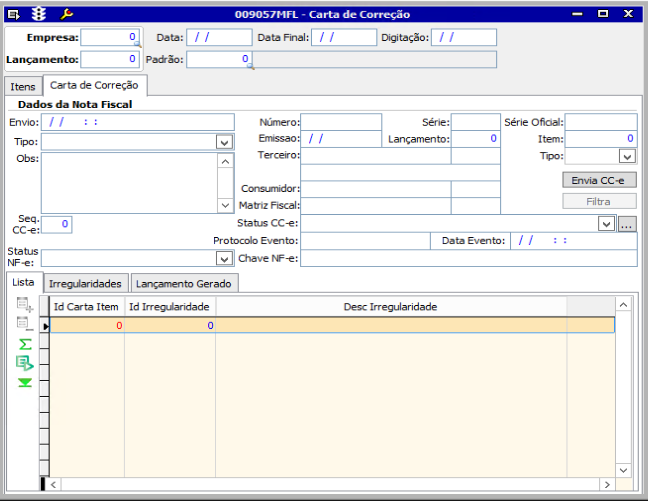 009057MFL - Carta de Correção
Empresa: 0 Data: / / Data Final: / / Digitação: / /
Lançamento: 0 Padrão: 0
Itens Carta de Correção
Dados da Nota Fiscal
Envio: / / : : Número: Série: Série Oficial:
Tipo: Emissao: / / Lançamento: 0 Item: 0
Obs: Terceiro: Tipo:
Envia CC-e
Consumidor:
Matriz Fiscal: Filtra
Seq. CC-e: 0 Status CC-e: ...
Protocolo Evento: Data Evento: / / : :
Status NF-e: Chave NF-e:
Lista Irregularidades Lançamento Gerado
Id Carta Item Id Irregularidade Desc Irregularidade
0 0